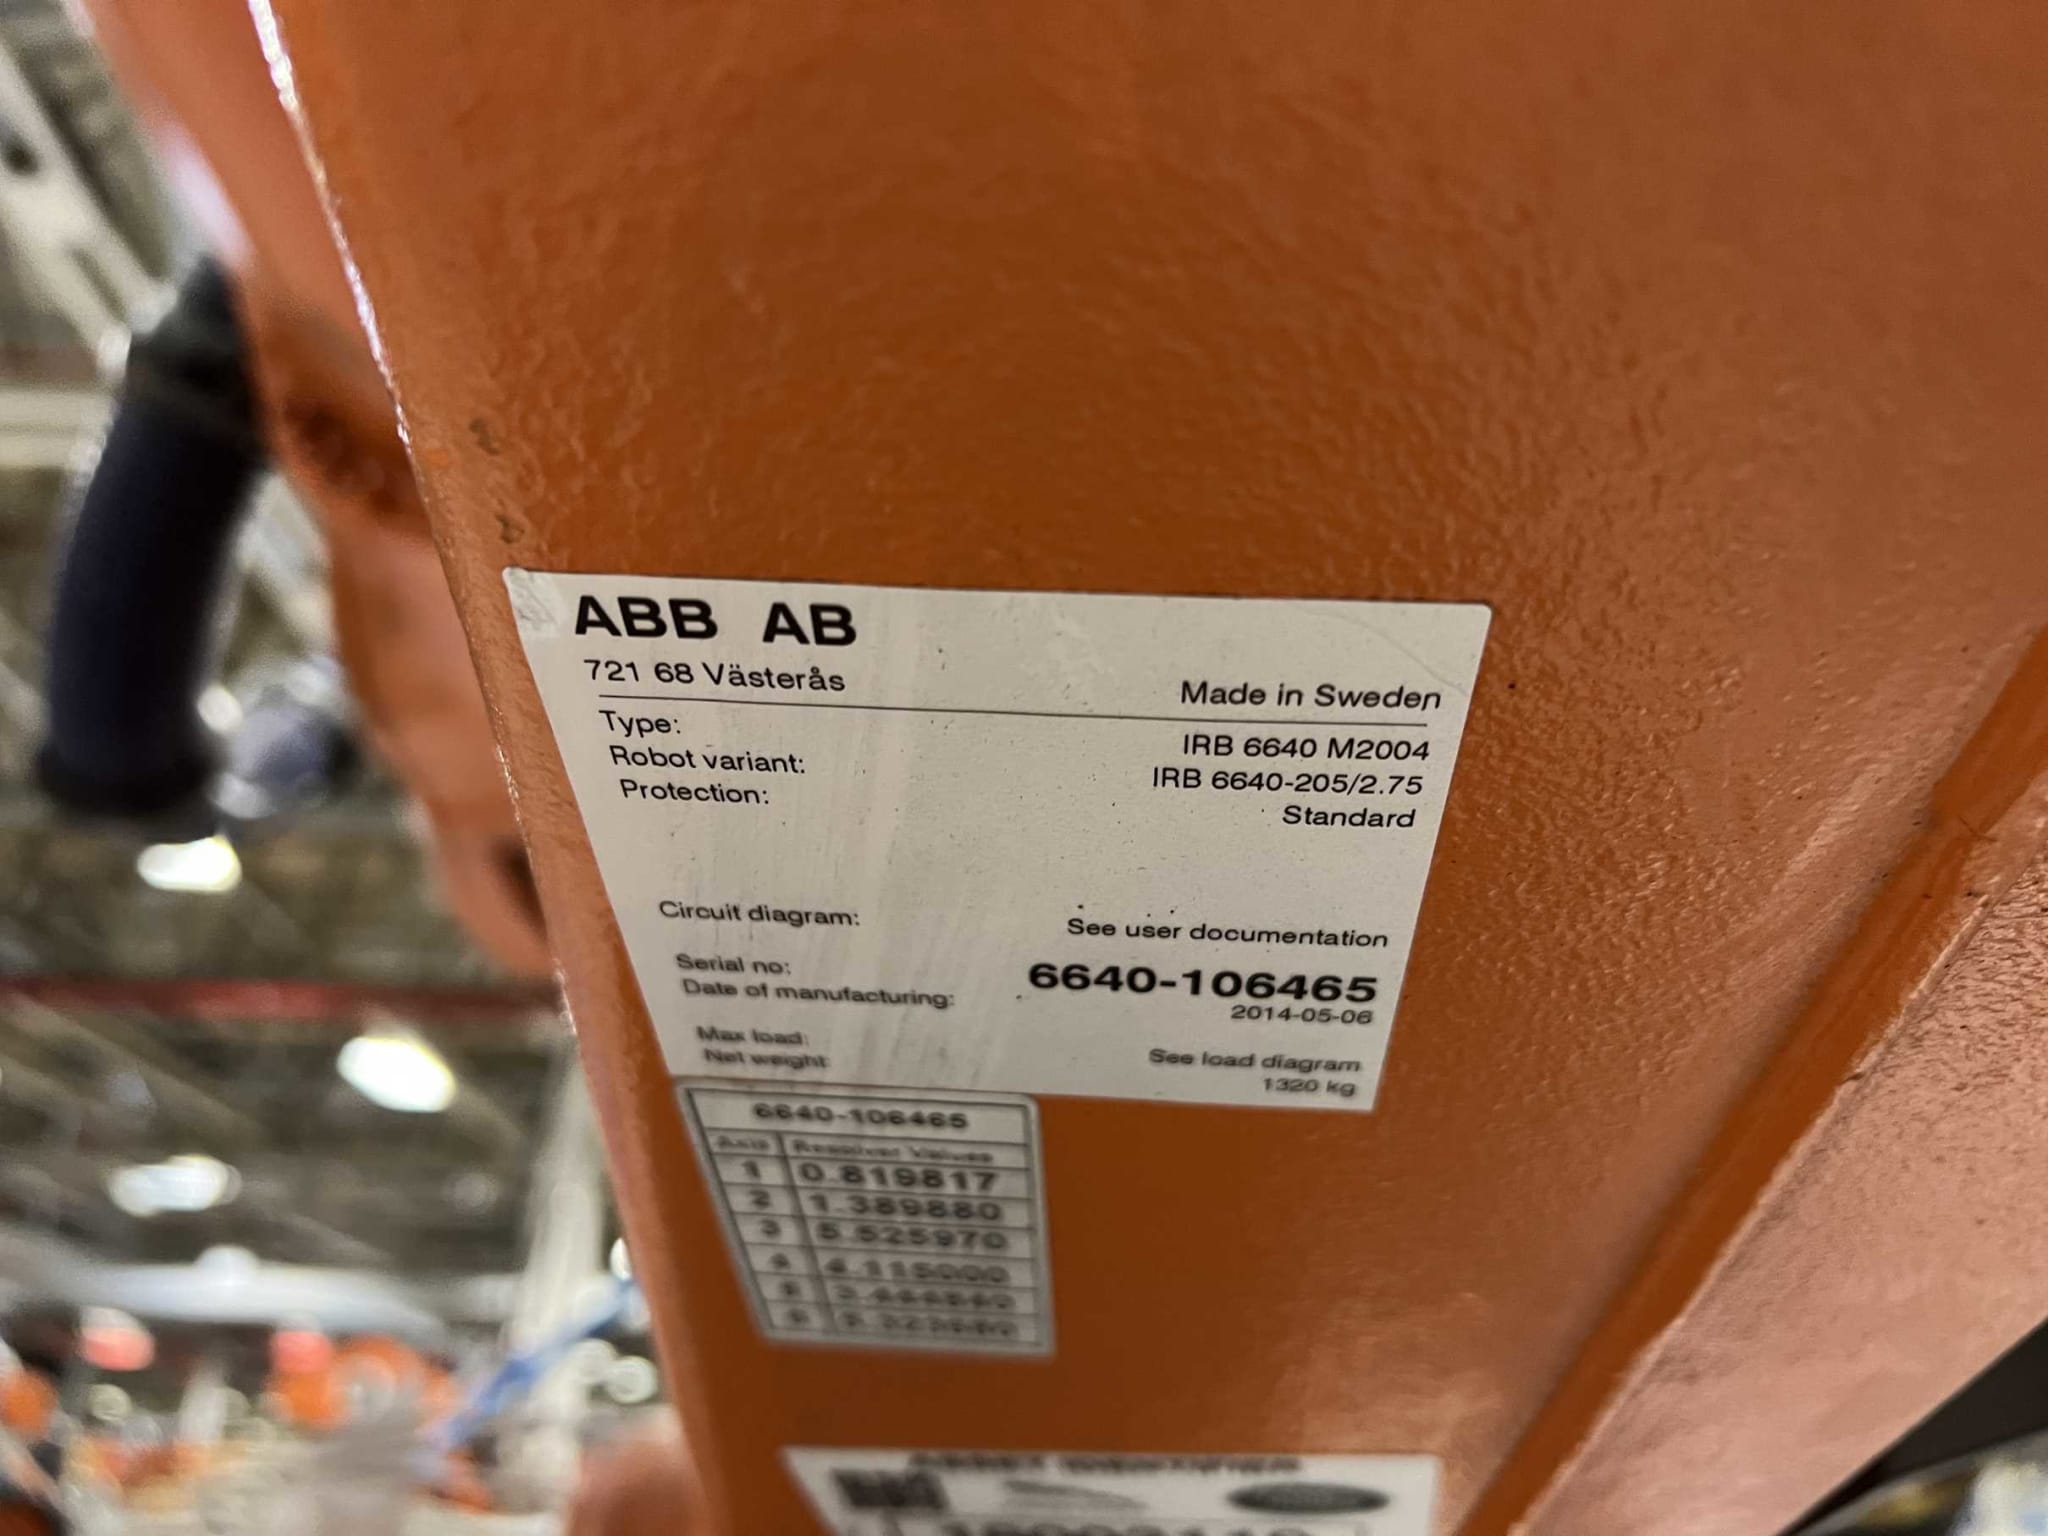 ABB AB
721 68 Västerås
Made in Sweden
Type: IRB 6640 M2004
Robot variant: IRB 6640-205/2.75
Protection: Standard
Circuit diagram: See user documentation
Serial no: 6640-106465
Date of manufacturing: 2014-05-06
Max load: See load diagram
Net weight: 1320 kg
6640-106465
Axis Resolver Values
1 0.819817
2 1.389880
3 5.525970
4